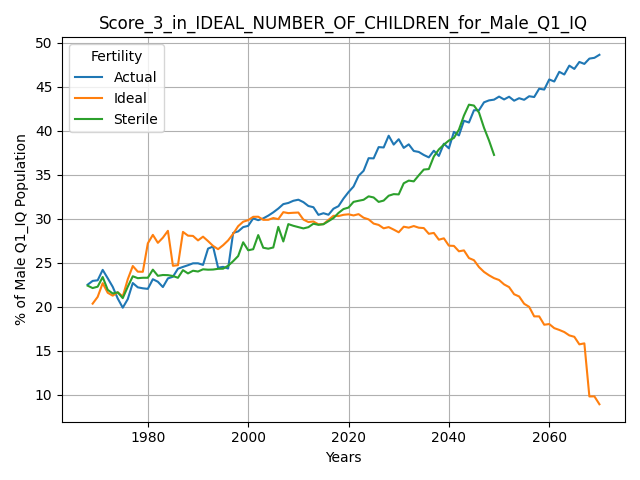 Score_3_in_IDEAL_NUMBER_OF_CHILDREN_for_Male_Q1_IQ
Fertility
Actual
Ideal
Sterile
% of Male Q1_IQ Population
50
45
40
35
30
25
20
15
10
1980 2000 2020 2040 2060
Years